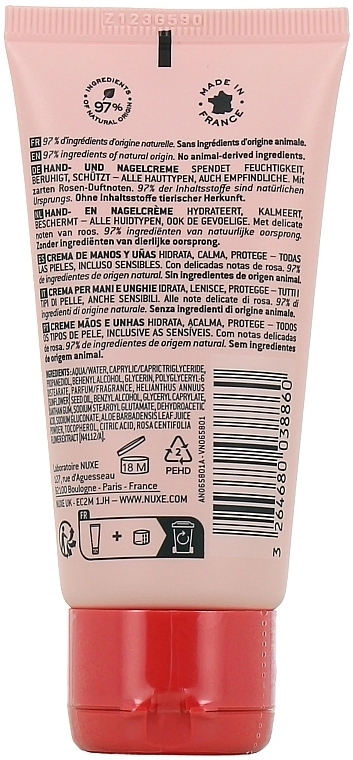 Z1239590
INGREDIENTS
97%
OF NATURAL ORIGIN
MADE IN
FRANCE
FR 97 % d'ingrédients d'origine naturelle. Sans ingrédients d'origine animale.
EN 97% ingredients of natural origin. No animal-derived ingredients.
DE HAND- UND NAGELCREME SPENDET FEUCHTIGKEIT,
BERUHIGT, SCHÜTZT – ALLE HAUTTYPEN, AUCH EMPFINDLICHE. Mit
zarten Rosen-Duftnoten. 97% der Inhaltsstoffe sind natürlichen
Ursprungs. Ohne Inhaltsstoffe tierischer Herkunft.
NL HAND- EN NAGELCRÈME HYDRATEERT, KALMEERT,
BESCHERMT – ALLE HUIDTYPEN, OOK DE GEVOELIGE. Met delicate
noten van roos. 97% ingrediënten van natuurlijke oorsprong.
Zonder ingrediënten van dierlijke oorsprong.
ES CREMA DE MANOS Y UÑAS HIDRATA, CALMA, PROTEGE – TODAS
LAS PIELES, INCLUSO SENSIBLES. Con delicadas notas de rosa. 97%
de ingredientes de origen natural. Sin ingredientes de origen animal.
IT CREMA PER MANI E UNGHIE IDRATA, LENISCE, PROTEGGE – TUTTI I
TIPI DI PELLE, ANCHE SENSIBILI. Alle note delicate di rosa. 97% di
ingredienti di origine naturale. Senza ingredienti di origine animale.
PT CREME MÃOS E UNHAS HIDRATA, ACALMA, PROTEGE – TODOS
OS TIPOS DE PELE, INCLUSIVE AS SENSÍVEIS. Com notas delicadas de
rosa. 97% de ingredientes de origem natural. Sem ingredientes de
origem animal.
INGREDIENTS: AQUA/WATER, CAPRYLIC/CAPRIC TRIGLYCERIDE,
PROPANEDIOL, BEHENYL ALCOHOL, GLYCERIN, POLYGLYCERYL-6
DISTEARATE, PARFUM/FRAGRANCE, HELIANTHUS ANNUUS
(SUNFLOWER) SEED OIL, BENZYL ALCOHOL, GLYCERYL CAPRYLATE,
XANTHAN GUM, SODIUM STEAROYL GLUTAMATE, DEHYDROACETIC
ACID, SODIUM GLUCONATE, ALOE BARBADENSIS LEAF JUICE
POWDER, TOCOPHEROL, CITRIC ACID, ROSA CENTIFOLIA
FLOWER EXTRACT [N4112/A]
Laboratoire NUXE
127, rue d'Aguesseau
92100 Boulogne - Paris - France
NUXE UK - EC2M 1JH - WWW.NUXE.COM
18 M
2
PEHD
AN065B01A - VN065B01
3 264680 038860
FR
+